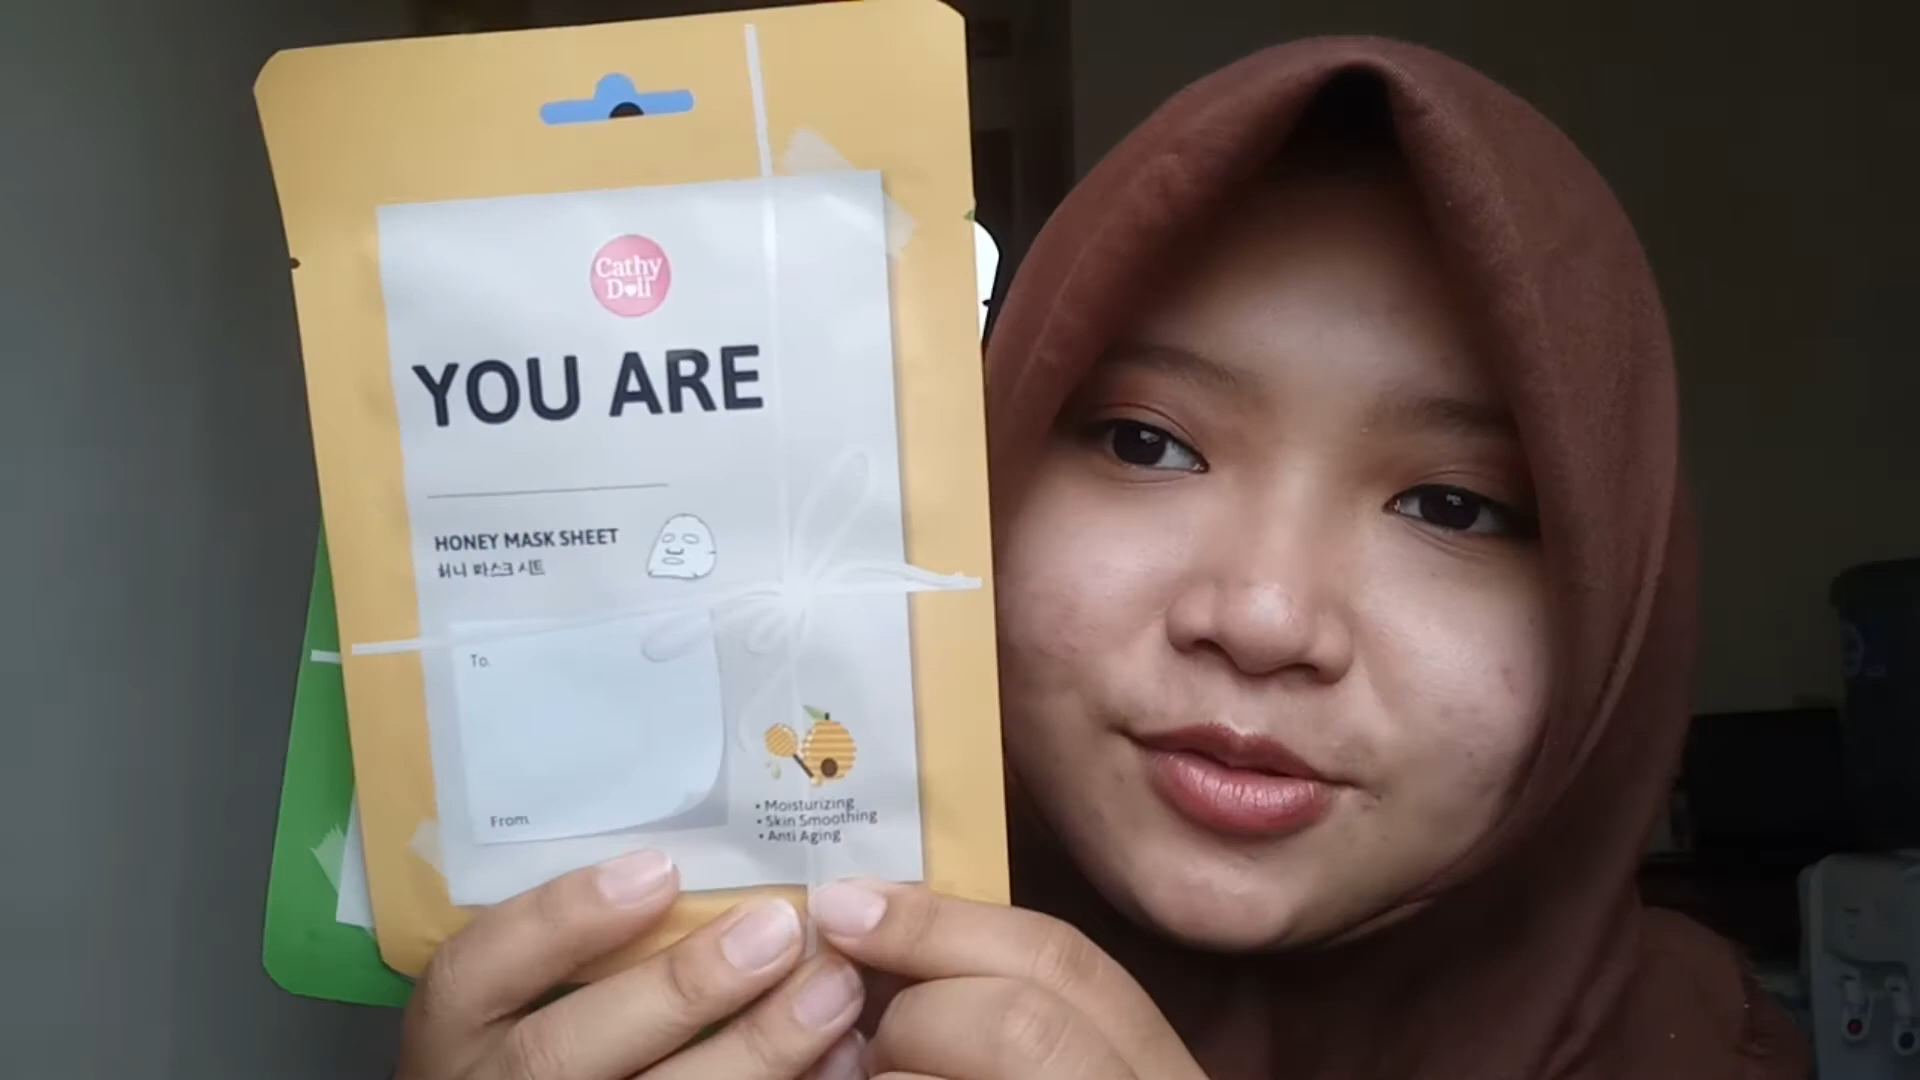 Cathy
Doll
YOU ARE
HONEY MASK SHEET
허니 마스크 시트
To.
From
• Moisturizing
• Skin Smoothing
• Anti Aging